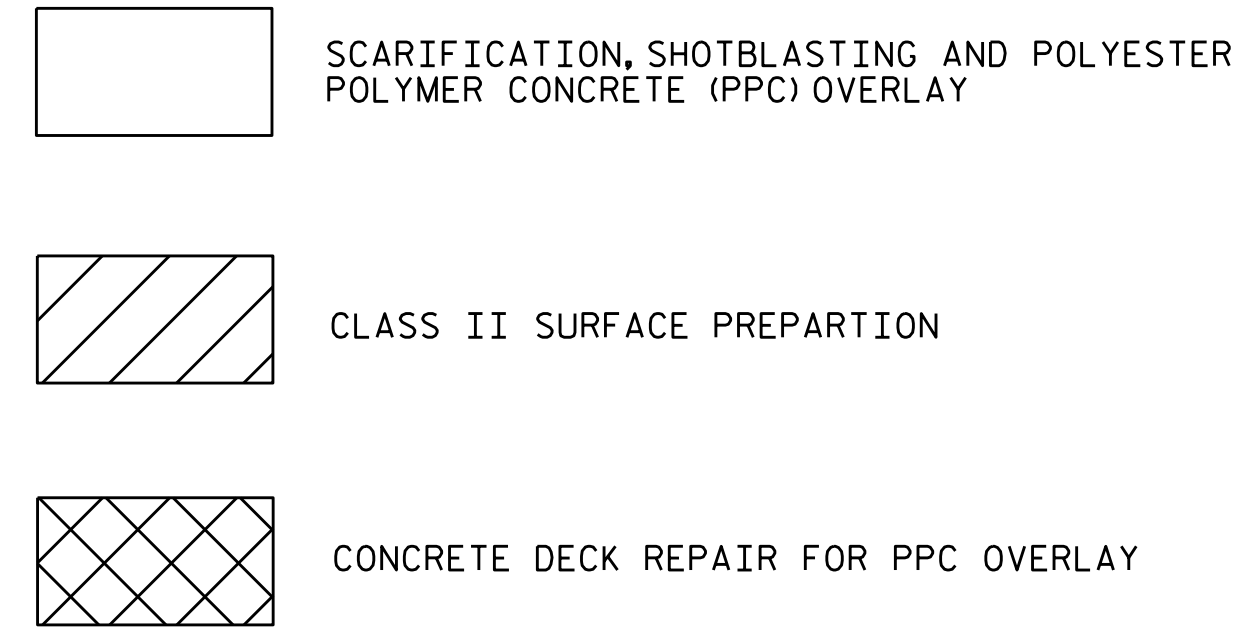 SCARIFICATION, SHOTBLASTING AND POLYESTER
POLYMER CONCRETE (PPC) OVERLAY
CLASS II SURFACE PREPARTION
CONCRETE DECK REPAIR FOR PPC OVERLAY